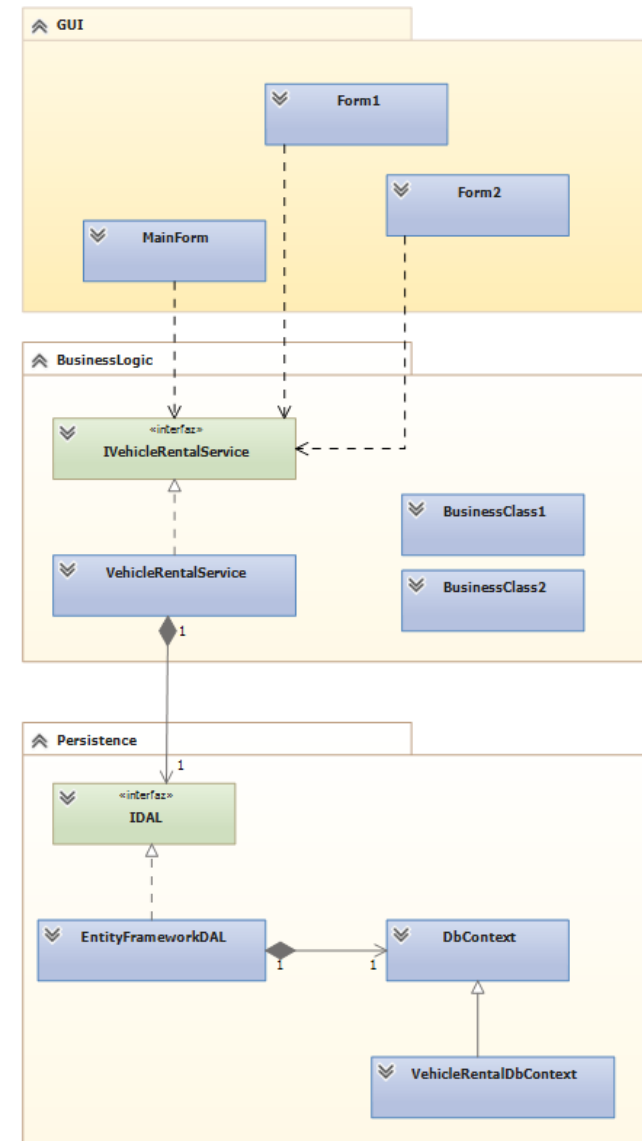 GUI
Form1
Form2
MainForm
BusinessLogic
«interfaz»
IVehicleRentalService
BusinessClass1
VehicleRentalService
BusinessClass2
1
Persistence
1
«interfaz»
IDAL
EntityFrameworkDAL
DbContext
1
1
VehicleRentalDbContext